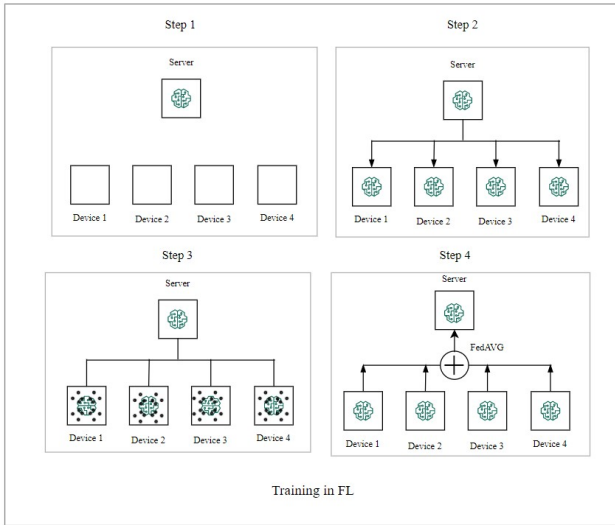 Step 1
Server
Device 1 Device 2 Device 3 Device 4
Step 2
Server
Device 1 Device 2 Device 3 Device 4
Step 3
Server
Device 1 Device 2 Device 3 Device 4
Step 4
Server
FedAVG
Device 1 Device 2 Device 3 Device 4
Training in FL